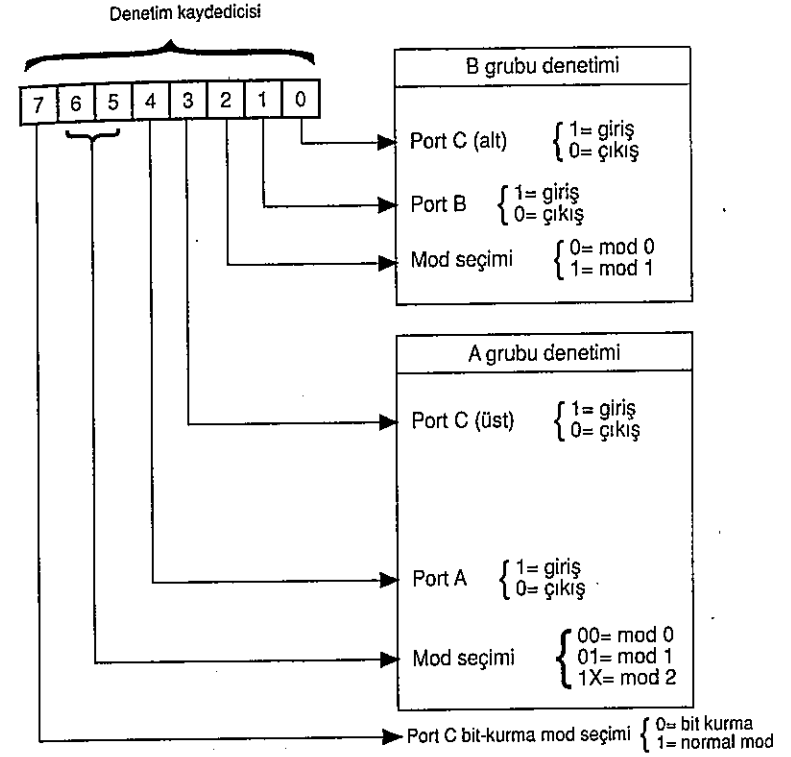 Denetim kaydedicisi
7 6 5 4 3 2 1 0
B grubu denetimi
Port C (alt) { 1= giriş
0= çıkış
Port B { 1= giriş
0= çıkış
Mod seçimi { 0= mod 0
1= mod 1
A grubu denetimi
Port C (üst) { 1= giriş
0= çıkış
Port A { 1= giriş
0= çıkış
Mod seçimi { 00= mod 0
01= mod 1
1X= mod 2
Port C bit-kurma mod seçimi { 0= bit kurma
1= normal mod